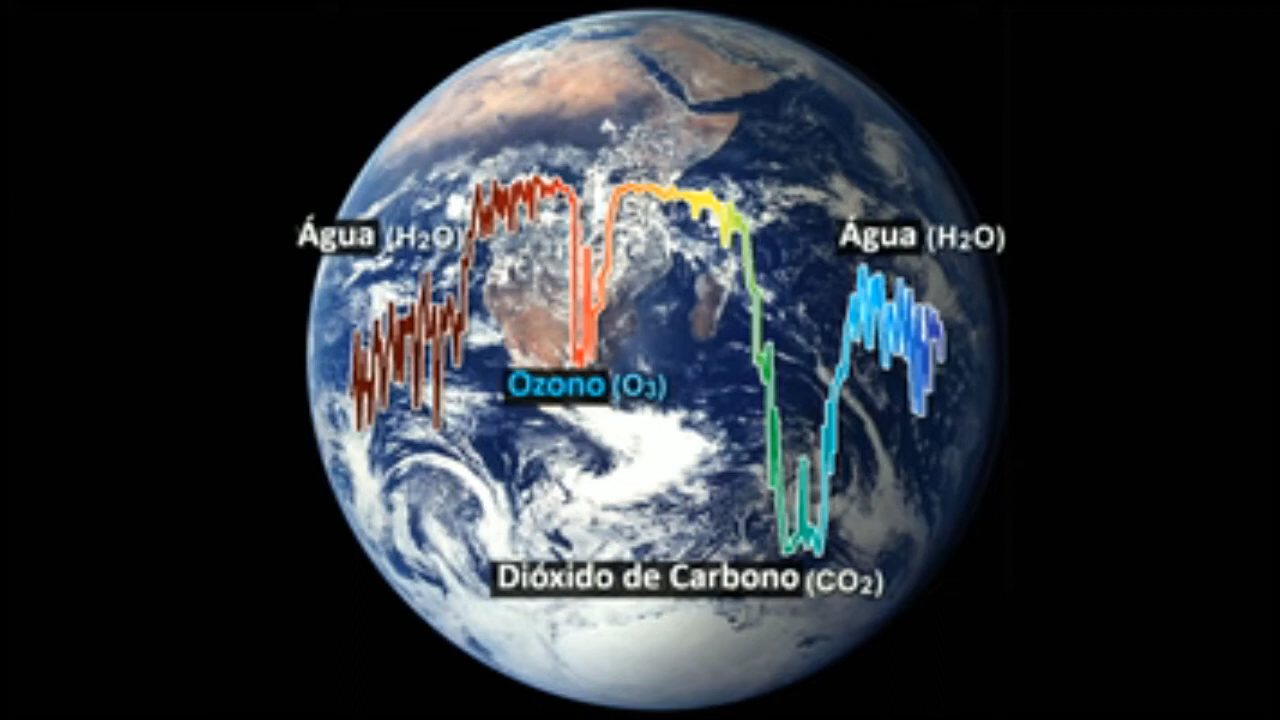 Água (H₂O)
Água (H₂O)
Ozono (O₃)
Dióxido de Carbono (CO₂)